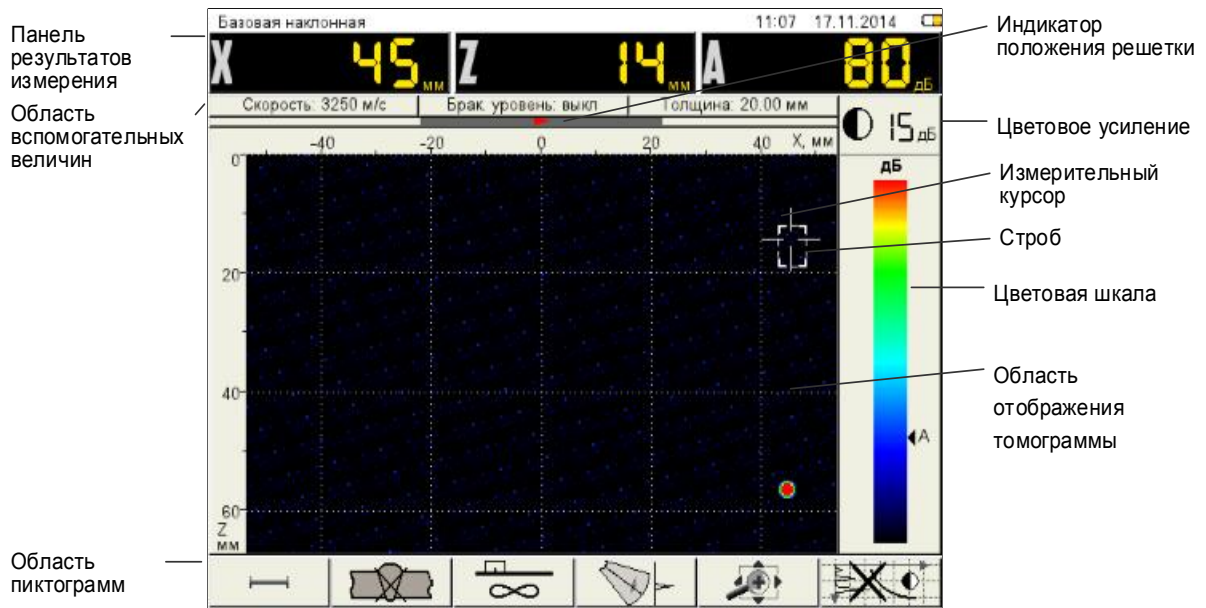 Панель
результатов
измерения
Область
вспомогательных
величин
Область
пиктограмм
Базовая наклонная 11:07 17.11.2014
X 45 мм Z 14 мм A 80 дБ
Скорость: 3250 м/с Брак. уровень: выкл Толщина: 20.00 мм
15 дБ
-40 -20 0 20 40 X, мм
дБ
0
20
40
A
60
Z
мм
Индикатор
положения решетки
Цветовое усиление
Измерительный
курсор
Строб
Цветовая шкала
Область
отображения
томограммы